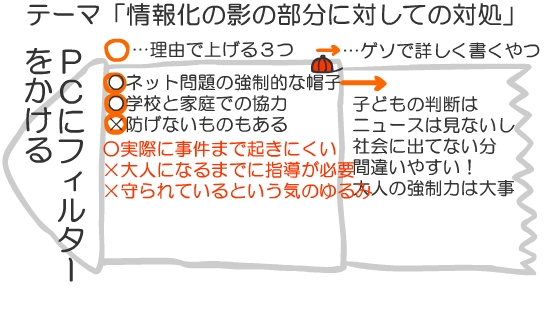 テーマ「情報化の影の部分に対しての対処」
○…理由で上げる３つ
→…ゲソで詳しく書くやつ
PCにフィルター
をかける
○ネット問題の強制的な帽子
○学校と家庭での協力
×防げないものもある
○実際に事件まで起きにくい
×大人になるまでに指導が必要
×守られているという気のゆるみ
子どもの判断は
ニュースは見ないし
社会に出てない分
間違いやすい！
大人の強制力は大事